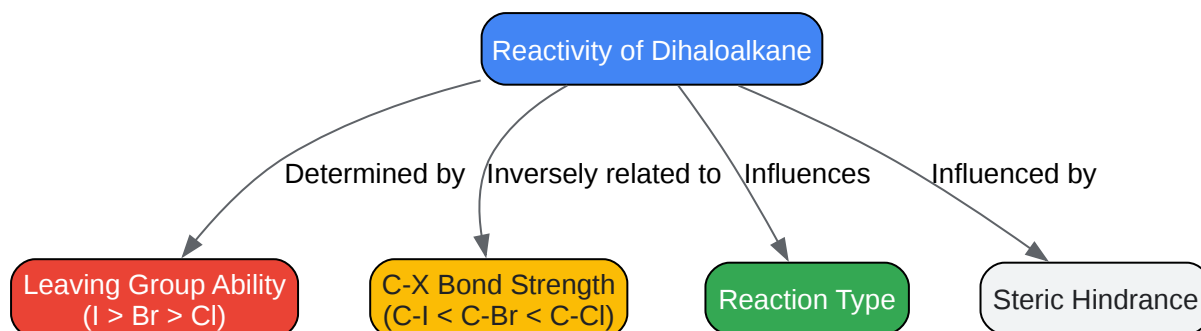 Reactivity of Dihaloalkane
Determined by
Inversely related to
Influences
Influenced by
Leaving Group Ability
(I > Br > Cl)
C-X Bond Strength
(C-I < C-Br < C-Cl)
Reaction Type
Steric Hindrance